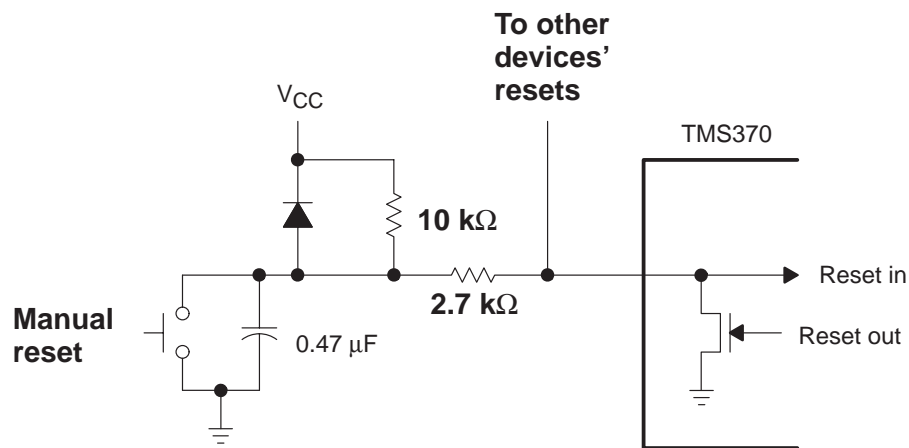 To other
devices’
resets
VCC
TMS370
10 kΩ
2.7 kΩ
Reset in
Manual
reset
0.47 μF
Reset out